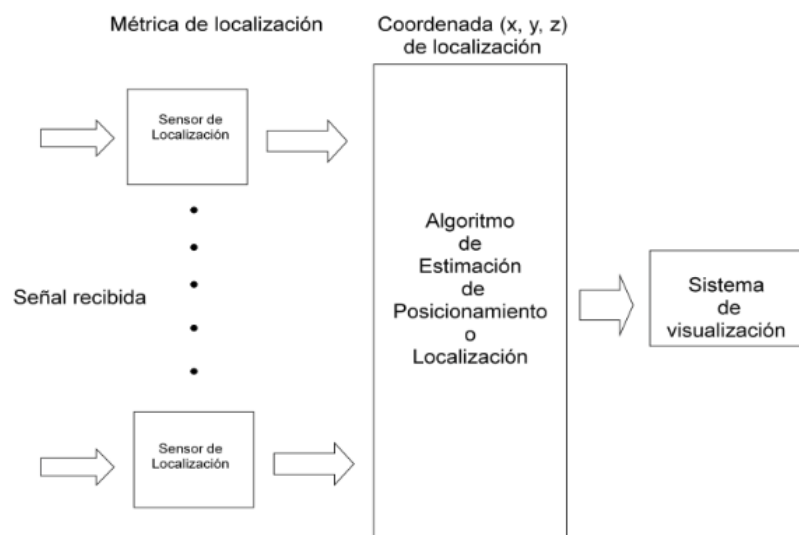 Métrica de localización
Coordenada (x, y, z)
de localización
Sensor de
Localización
Señal recibida
Sensor de
Localización
Algoritmo
de
Estimación
de
Posicionamiento
o
Localización
Sistema
de
visualización